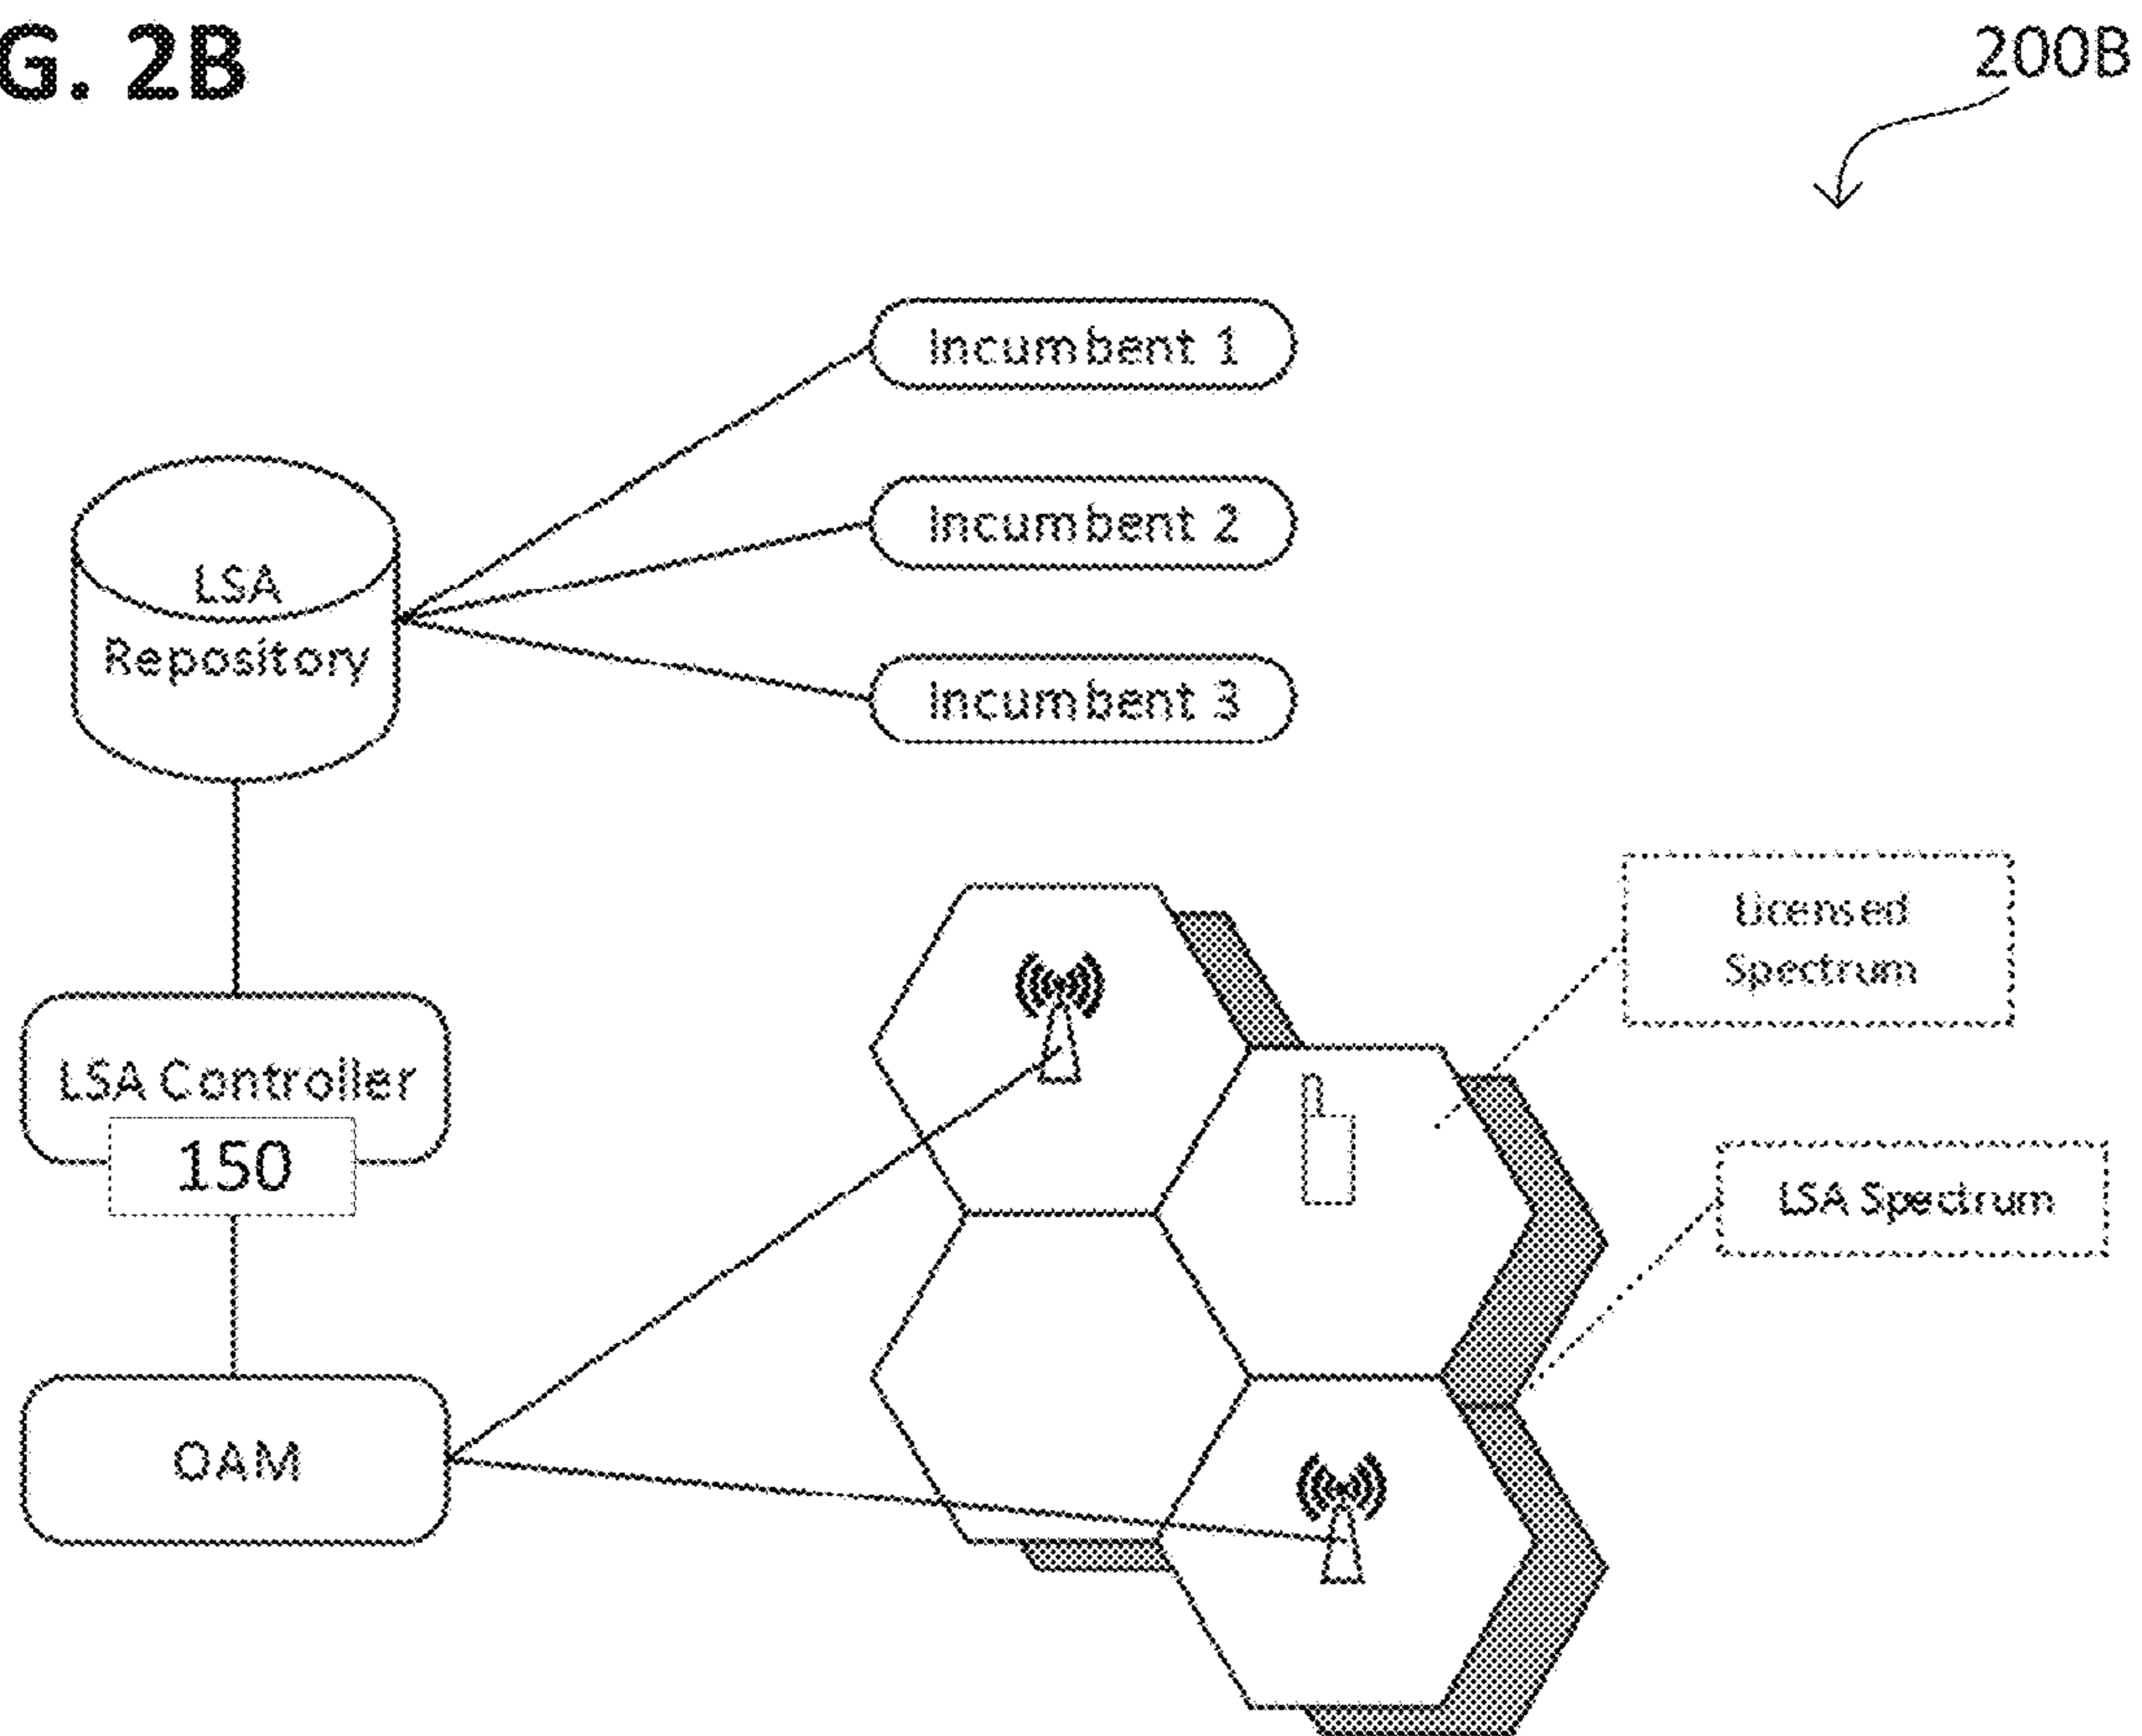 G. 2B
200B
Incumbent 1
Incumbent 2
Incumbent 3
LSA
Repository
LSA Controller
150
OAM
Licensed
Spectrum
LSA Spectrum